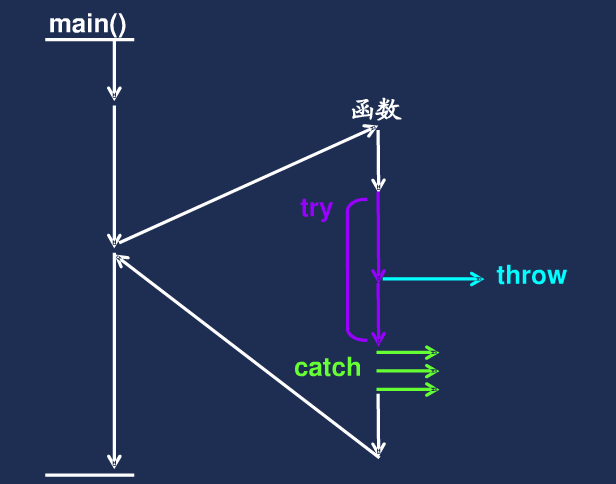 main()
函数
try
throw
catch